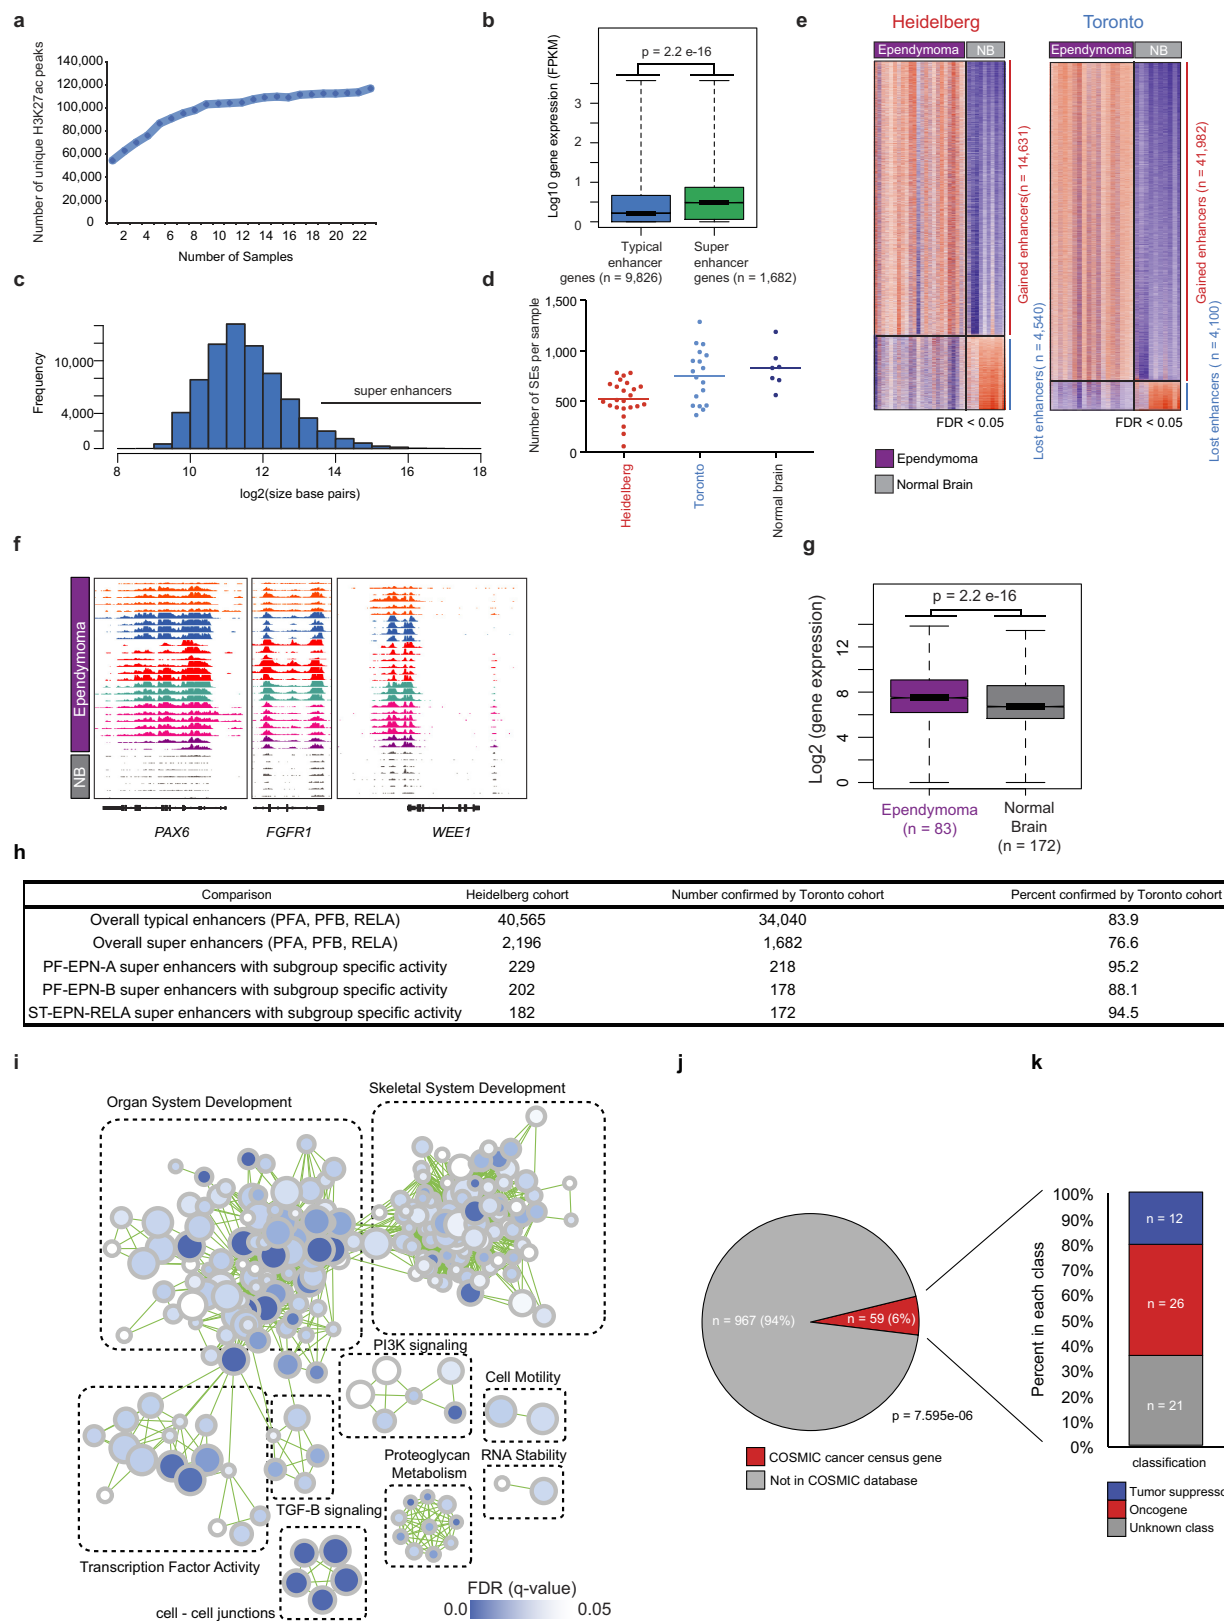 a
Number of unique H3K27ac peaks
140,000
120,000
100,000
80,000
60,000
40,000
20,000
0
2 4 6 8 10 12 14 16 18 20 22
Number of Samples
b
p = 2.2 e-16
Log10 gene expression (FPKM)
3
2
1
0
Typical enhancer genes (n = 9,826)
Super enhancer genes (n = 1,682)
c
Frequency
10,000
4,000
0
super enhancers
8 10 12 14 16 18
log2(size base pairs)
d
Number of SEs per sample
1,500
1,000
500
0
Heidelberg
Toronto
Normal brain
e
Heidelberg
Toronto
Ependymoma NB
Ependymoma NB
Gained enhancers(n = 14,631)
Lost enhancers( n = 4,540)
Gained enhancers (n = 41,982)
Lost enhancers ( n = 4,100)
FDR < 0.05
FDR < 0.05
Ependymoma
Normal Brain
f
Ependymoma
NB
PAX6
FGFR1
WEE1
g
p = 2.2 e-16
Log2 (gene expression)
12
8
4
0
Ependymoma
(n = 83)
Normal
Brain
(n = 172)
h
Comparison Heidelberg cohort Number confirmed by Toronto cohort Percent confirmed by Toronto cohort
Overall typical enhancers (PFA, PFB, RELA) 40,565 34,040 83.9
Overall super enhancers (PFA, PFB, RELA) 2,196 1,682 76.6
PF-EPN-A super enhancers with subgroup specific activity 229 218 95.2
PF-EPN-B super enhancers with subgroup specific activity 202 178 88.1
ST-EPN-RELA super enhancers with subgroup specific activity 182 172 94.5
i
Organ System Development
Skeletal System Development
PI3K signaling
Cell Motility
Proteoglycan
Metabolism
RNA Stability
TGF-B signaling
Transcription Factor Activity
cell - cell junctions
FDR (q-value)
0.0 0.05
j
n = 967 (94%)
n = 59 (6%)
p = 7.595e-06
COSMIC cancer census gene
Not in COSMIC database
k
Percent in each class
100%
90%
80%
70%
60%
50%
40%
30%
20%
10%
0%
n = 12
n = 26
n = 21
classification
Tumor suppresso
Oncogene
Unknown class